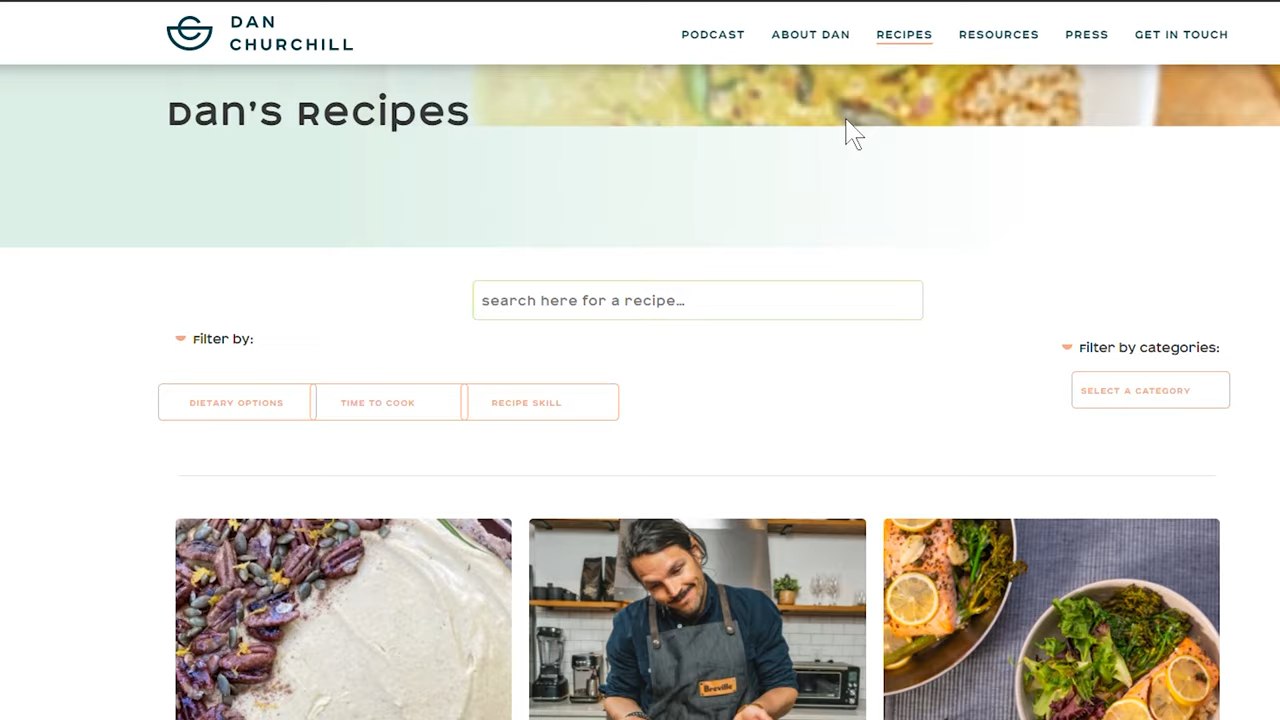 DAN
CHURCHILL
PODCAST ABOUT DAN RECIPES RESOURCES PRESS GET IN TOUCH
Dan's Recipes
search here for a recipe...
Filter by:
Filter by categories:
DIETARY OPTIONS TIME TO COOK RECIPE SKILL
SELECT A CATEGORY
Breville